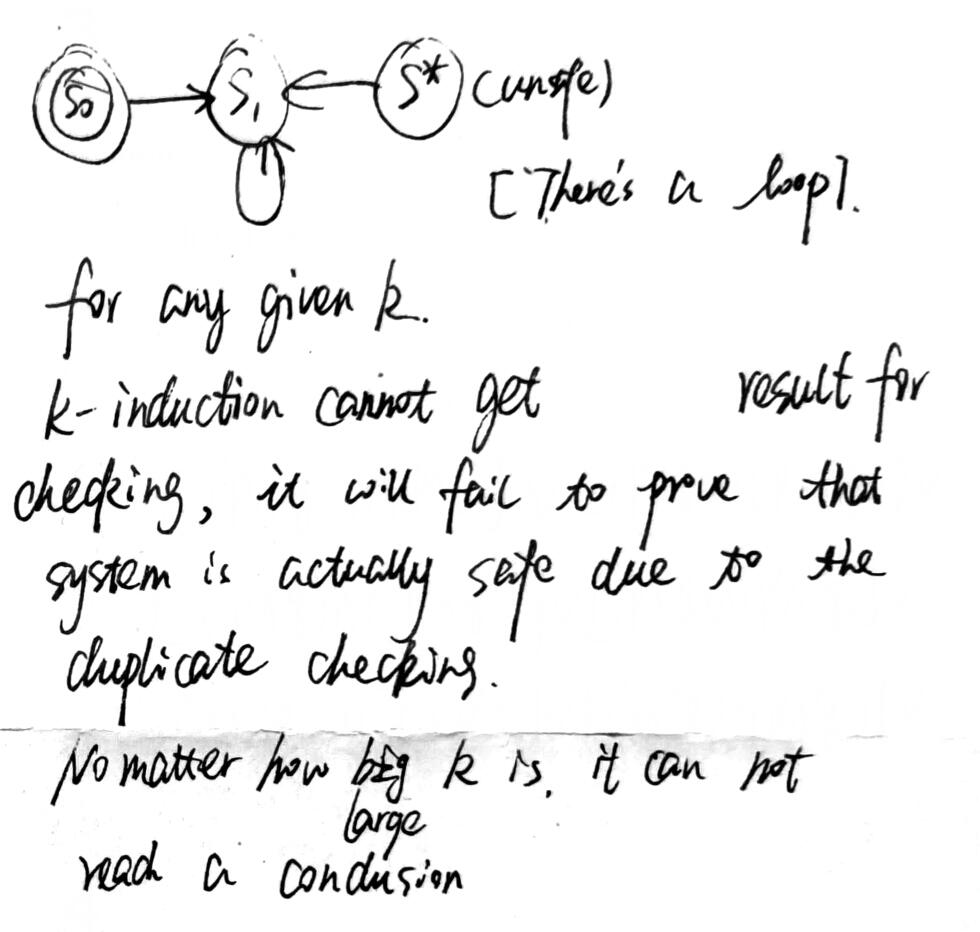 S₀ S₁ S* (unsafe)
[There's a loop].
for any given k.
k-induction cannot get result for
checking, it will fail to prove that
system is actually safe due to the
duplicate checking.
No matter how big k is. it can not
large
reach a conclusion